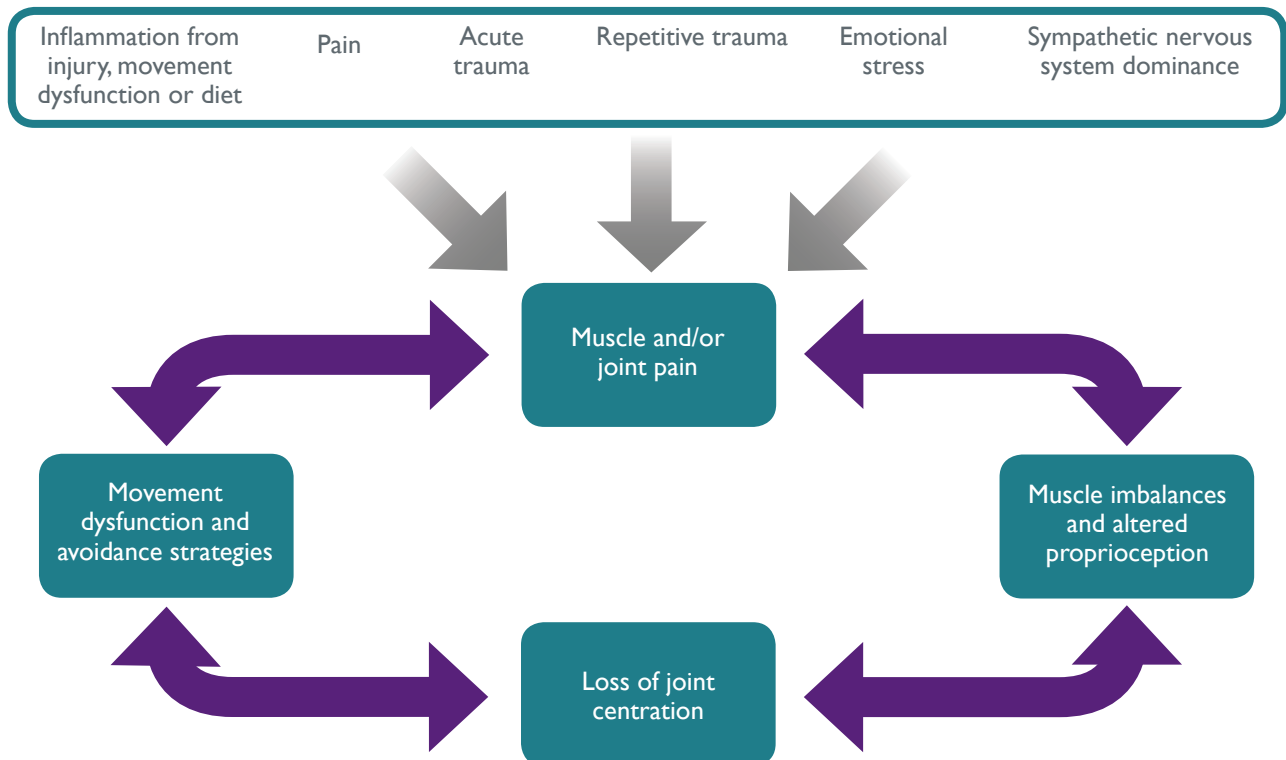 Inflammation from
injury, movement
dysfunction or diet
Pain
Acute
trauma
Repetitive trauma
Emotional
stress
Sympathetic nervous
system dominance
Muscle and/or
joint pain
Movement
dysfunction and
avoidance strategies
Muscle imbalances
and altered
proprioception
Loss of joint
centration